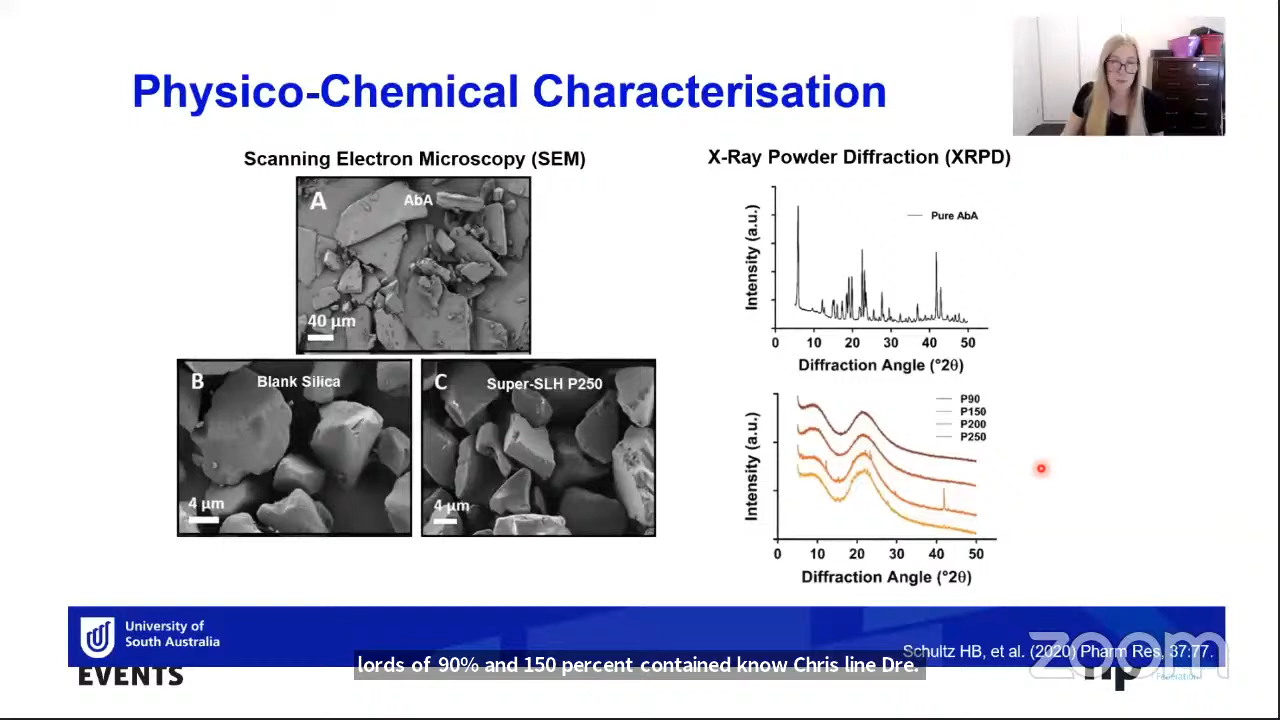 Physico-Chemical Characterisation
Scanning Electron Microscopy (SEM)
A
AbA
40 µm
B
Blank Silica
4 µm
C
Super-SLH P250
4 µm
X-Ray Powder Diffraction (XRPD)
Intensity (a.u.)
Pure AbA
0 10 20 30 40 50
Diffraction Angle (°2θ)
Intensity (a.u.)
P90
P150
P200
P250
0 10 20 30 40 50
Diffraction Angle (°2θ)
University of
South Australia
Schultz HB, et al. (2020) Pharm Res. 37:77.
zoom
EVENTS
lords of 90% and 150 percent contained know Chris line Dre.
Federation